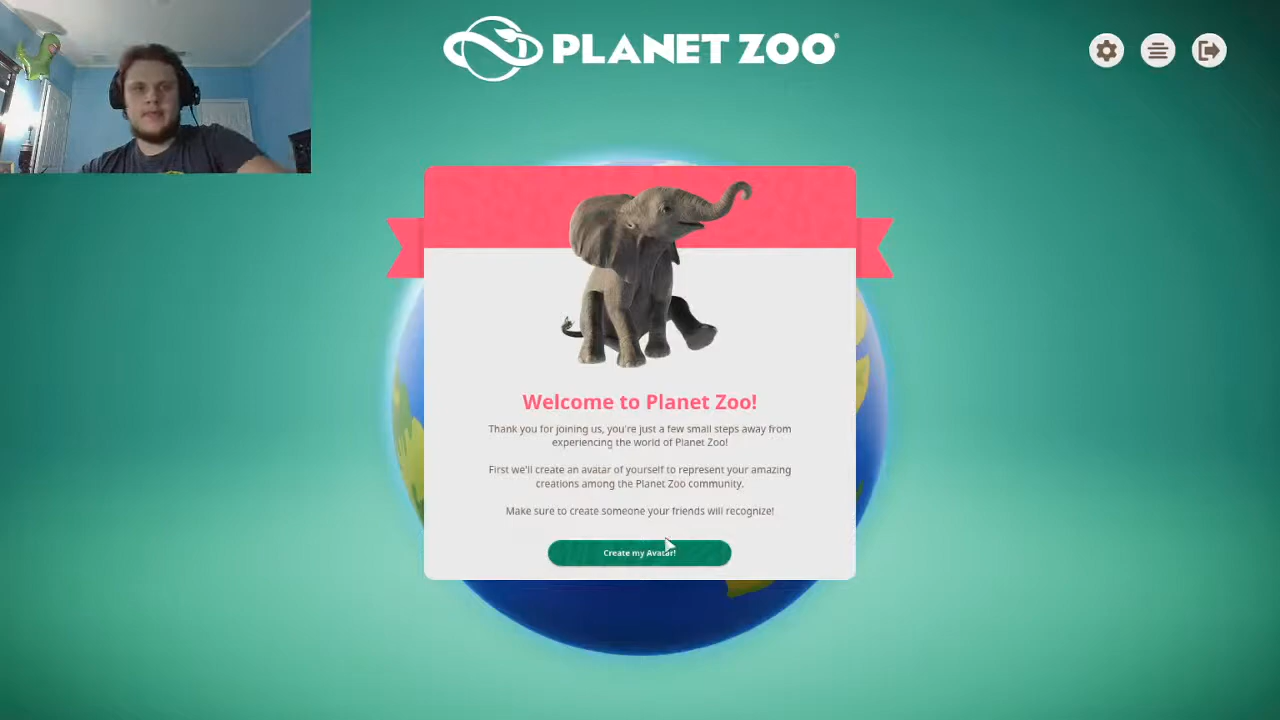 PLANET ZOO®
Welcome to Planet Zoo!
Thank you for joining us, you're just a few small steps away from
experiencing the world of Planet Zoo!
First we'll create an avatar of yourself to represent your amazing
creations among the Planet Zoo community.
Make sure to create someone your friends will recognize!
Create my Avatar!